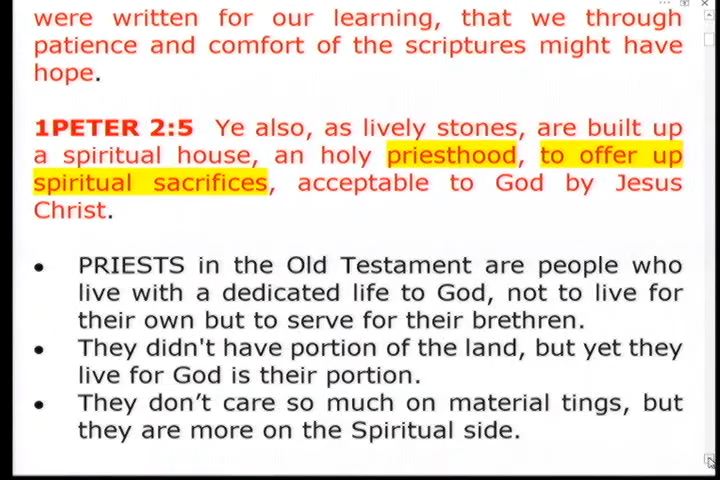 were written for our learning, that we through
patience and comfort of the scriptures might have
hope.
1PETER 2:5 Ye also, as lively stones, are built up
a spiritual house, an holy priesthood, to offer up
spiritual sacrifices, acceptable to God by Jesus
Christ.
• PRIESTS in the Old Testament are people who
live with a dedicated life to God, not to live for
their own but to serve for their brethren.
• They didn't have portion of the land, but yet they
live for God is their portion.
• They don’t care so much on material tings, but
they are more on the Spiritual side.